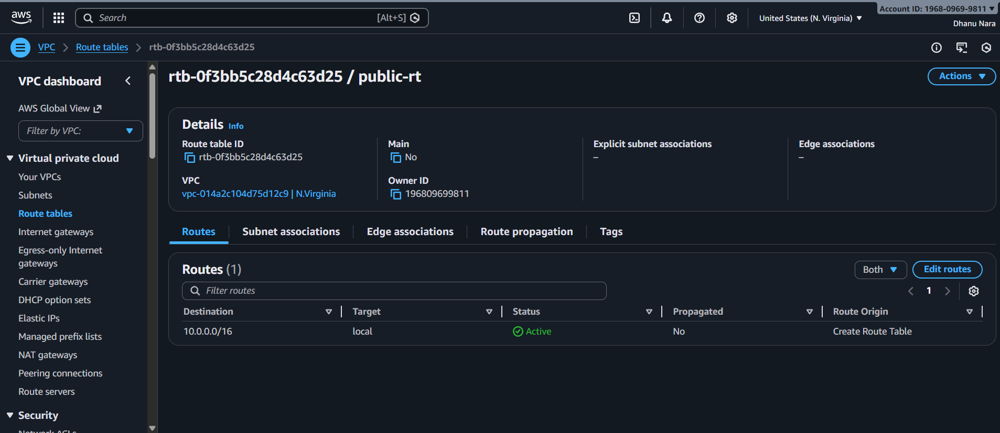 aws
Search [Alt+S]
United States (N. Virginia)
Account ID: 1968-0969-9811
Dhanu Nara
VPC
Route tables
rtb-0f3bb5c28d4c63d25
VPC dashboard
AWS Global View
Filter by VPC:
Virtual private cloud
Your VPCs
Subnets
Route tables
Internet gateways
Egress-only Internet
gateways
Carrier gateways
DHCP option sets
Elastic IPs
Managed prefix lists
NAT gateways
Peering connections
Route servers
Security
Network ACLs
rtb-0f3bb5c28d4c63d25 / public-rt
Actions
Details Info
Route table ID
rtb-0f3bb5c28d4c63d25
Main
No
Explicit subnet associations
–
Edge associations
–
VPC
vpc-014a2c104d75d12c9 | N.Virginia
Owner ID
196809699811
Routes Subnet associations Edge associations Route propagation Tags
Routes (1)
Both
Edit routes
Filter routes
1
Destination Target Status Propagated Route Origin
10.0.0.0/16 local Active No Create Route Table